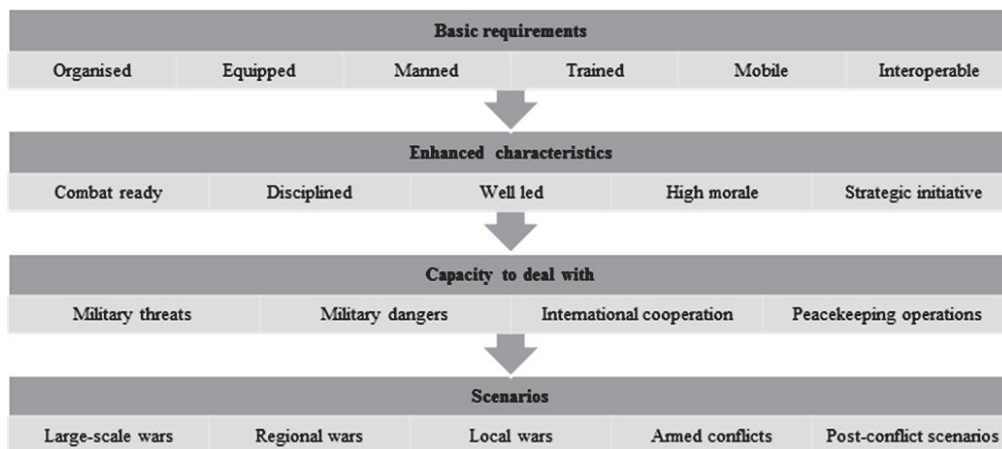 Basic requirements
Organised Equipped Manned Trained Mobile Interoperable
Enhanced characteristics
Combat ready Disciplined Well led High morale Strategic initiative
Capacity to deal with
Military threats Military dangers International cooperation Peacekeeping operations
Scenarios
Large-scale wars Regional wars Local wars Armed conflicts Post-conflict scenarios